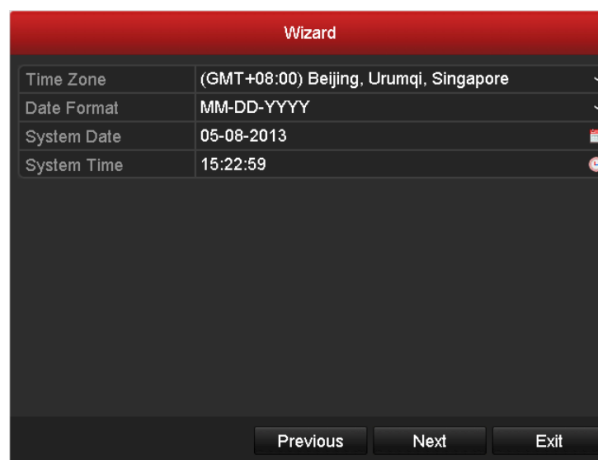 Wizard
Time Zone (GMT+08:00) Beijing, Urumqi, Singapore
Date Format MM-DD-YYYY
System Date 05-08-2013
System Time 15:22:59
Previous Next Exit